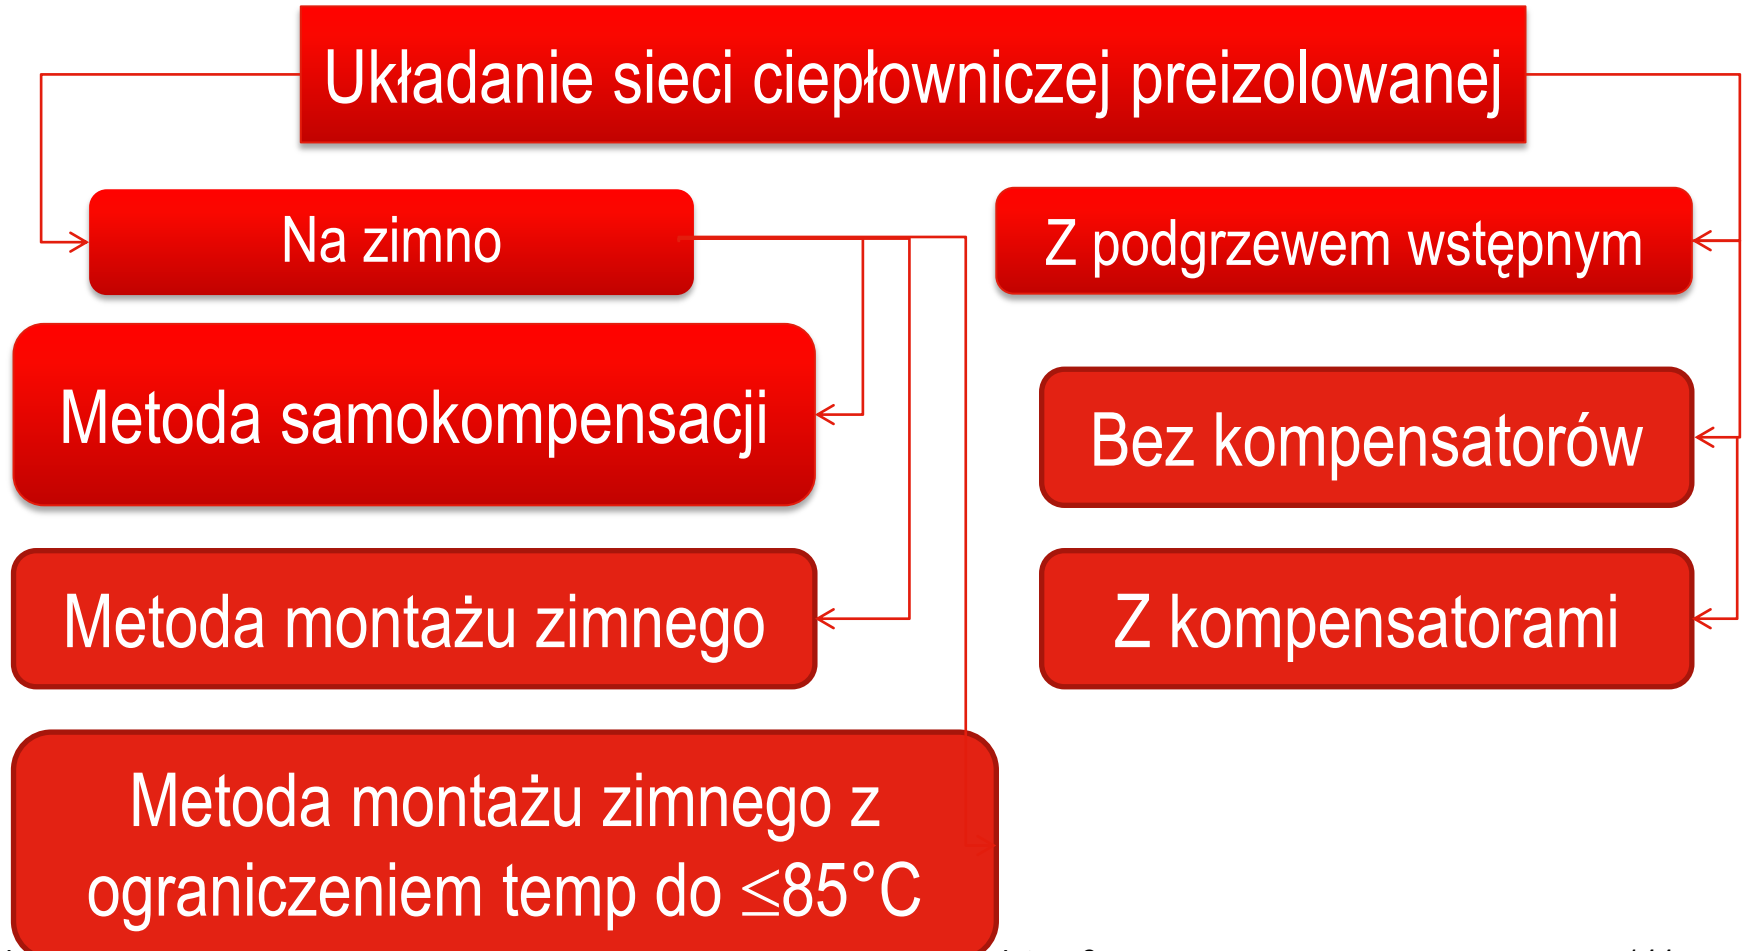 Układanie sieci ciepłowniczej preizolowanej
Na zimno
Z podgrzewem wstępnym
Metoda samokompensacji
Bez kompensatorów
Metoda montażu zimnego
Z kompensatorami
Metoda montażu zimnego z
ograniczeniem temp do ≤85°C